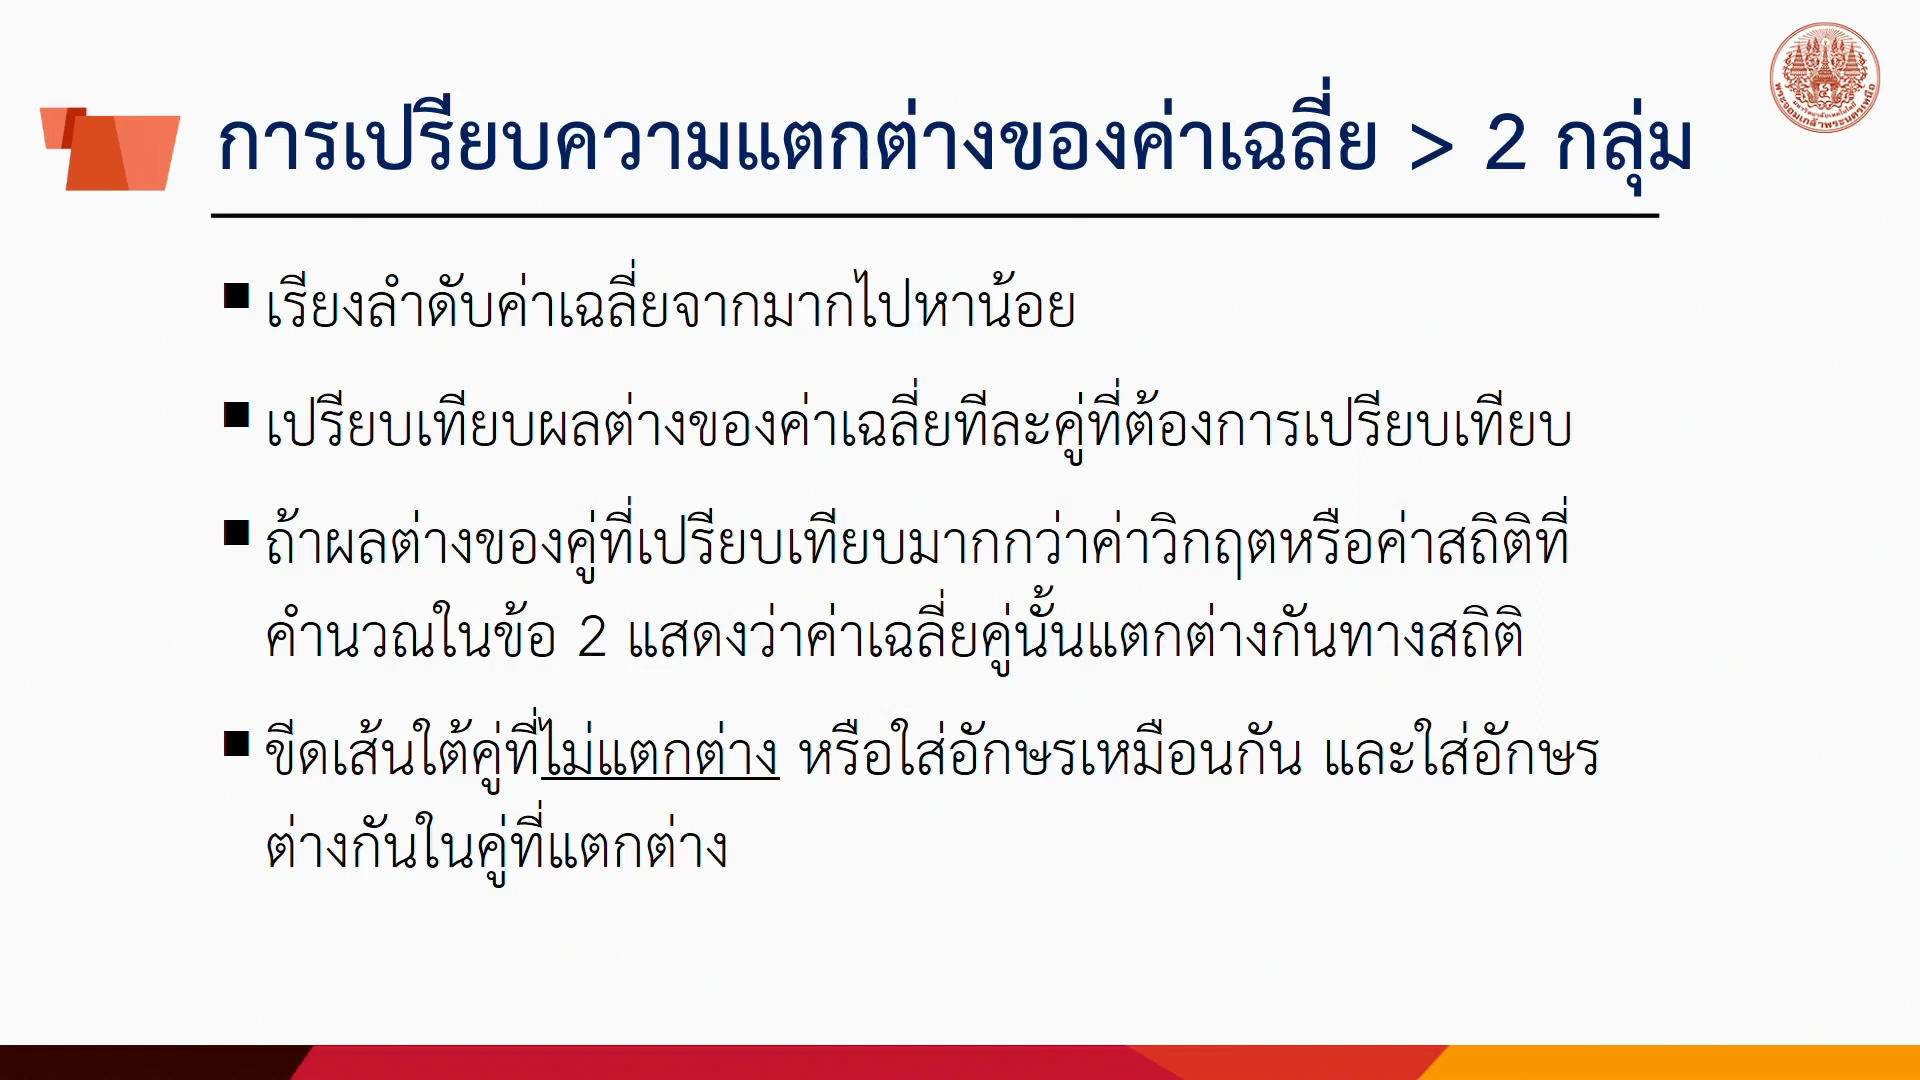 การเปรียบความแตกต่างของค่าเฉลี่ย > 2 กลุ่ม
▪ เรียงลำดับค่าเฉลี่ยจากมากไปหาน้อย
▪ เปรียบเทียบผลต่างของค่าเฉลี่ยทีละคู่ที่ต้องการเปรียบเทียบ
▪ ถ้าผลต่างของคู่ที่เปรียบเทียบมากกว่าค่าวิกฤตหรือค่าสถิติที่
คำนวณในข้อ 2 แสดงว่าค่าเฉลี่ยคู่นั้นแตกต่างกันทางสถิติ
▪ ขีดเส้นใต้คู่ที่ไม่แตกต่าง หรือใส่อักษรเหมือนกัน และใส่อักษร
ต่างกันในคู่ที่แตกต่าง